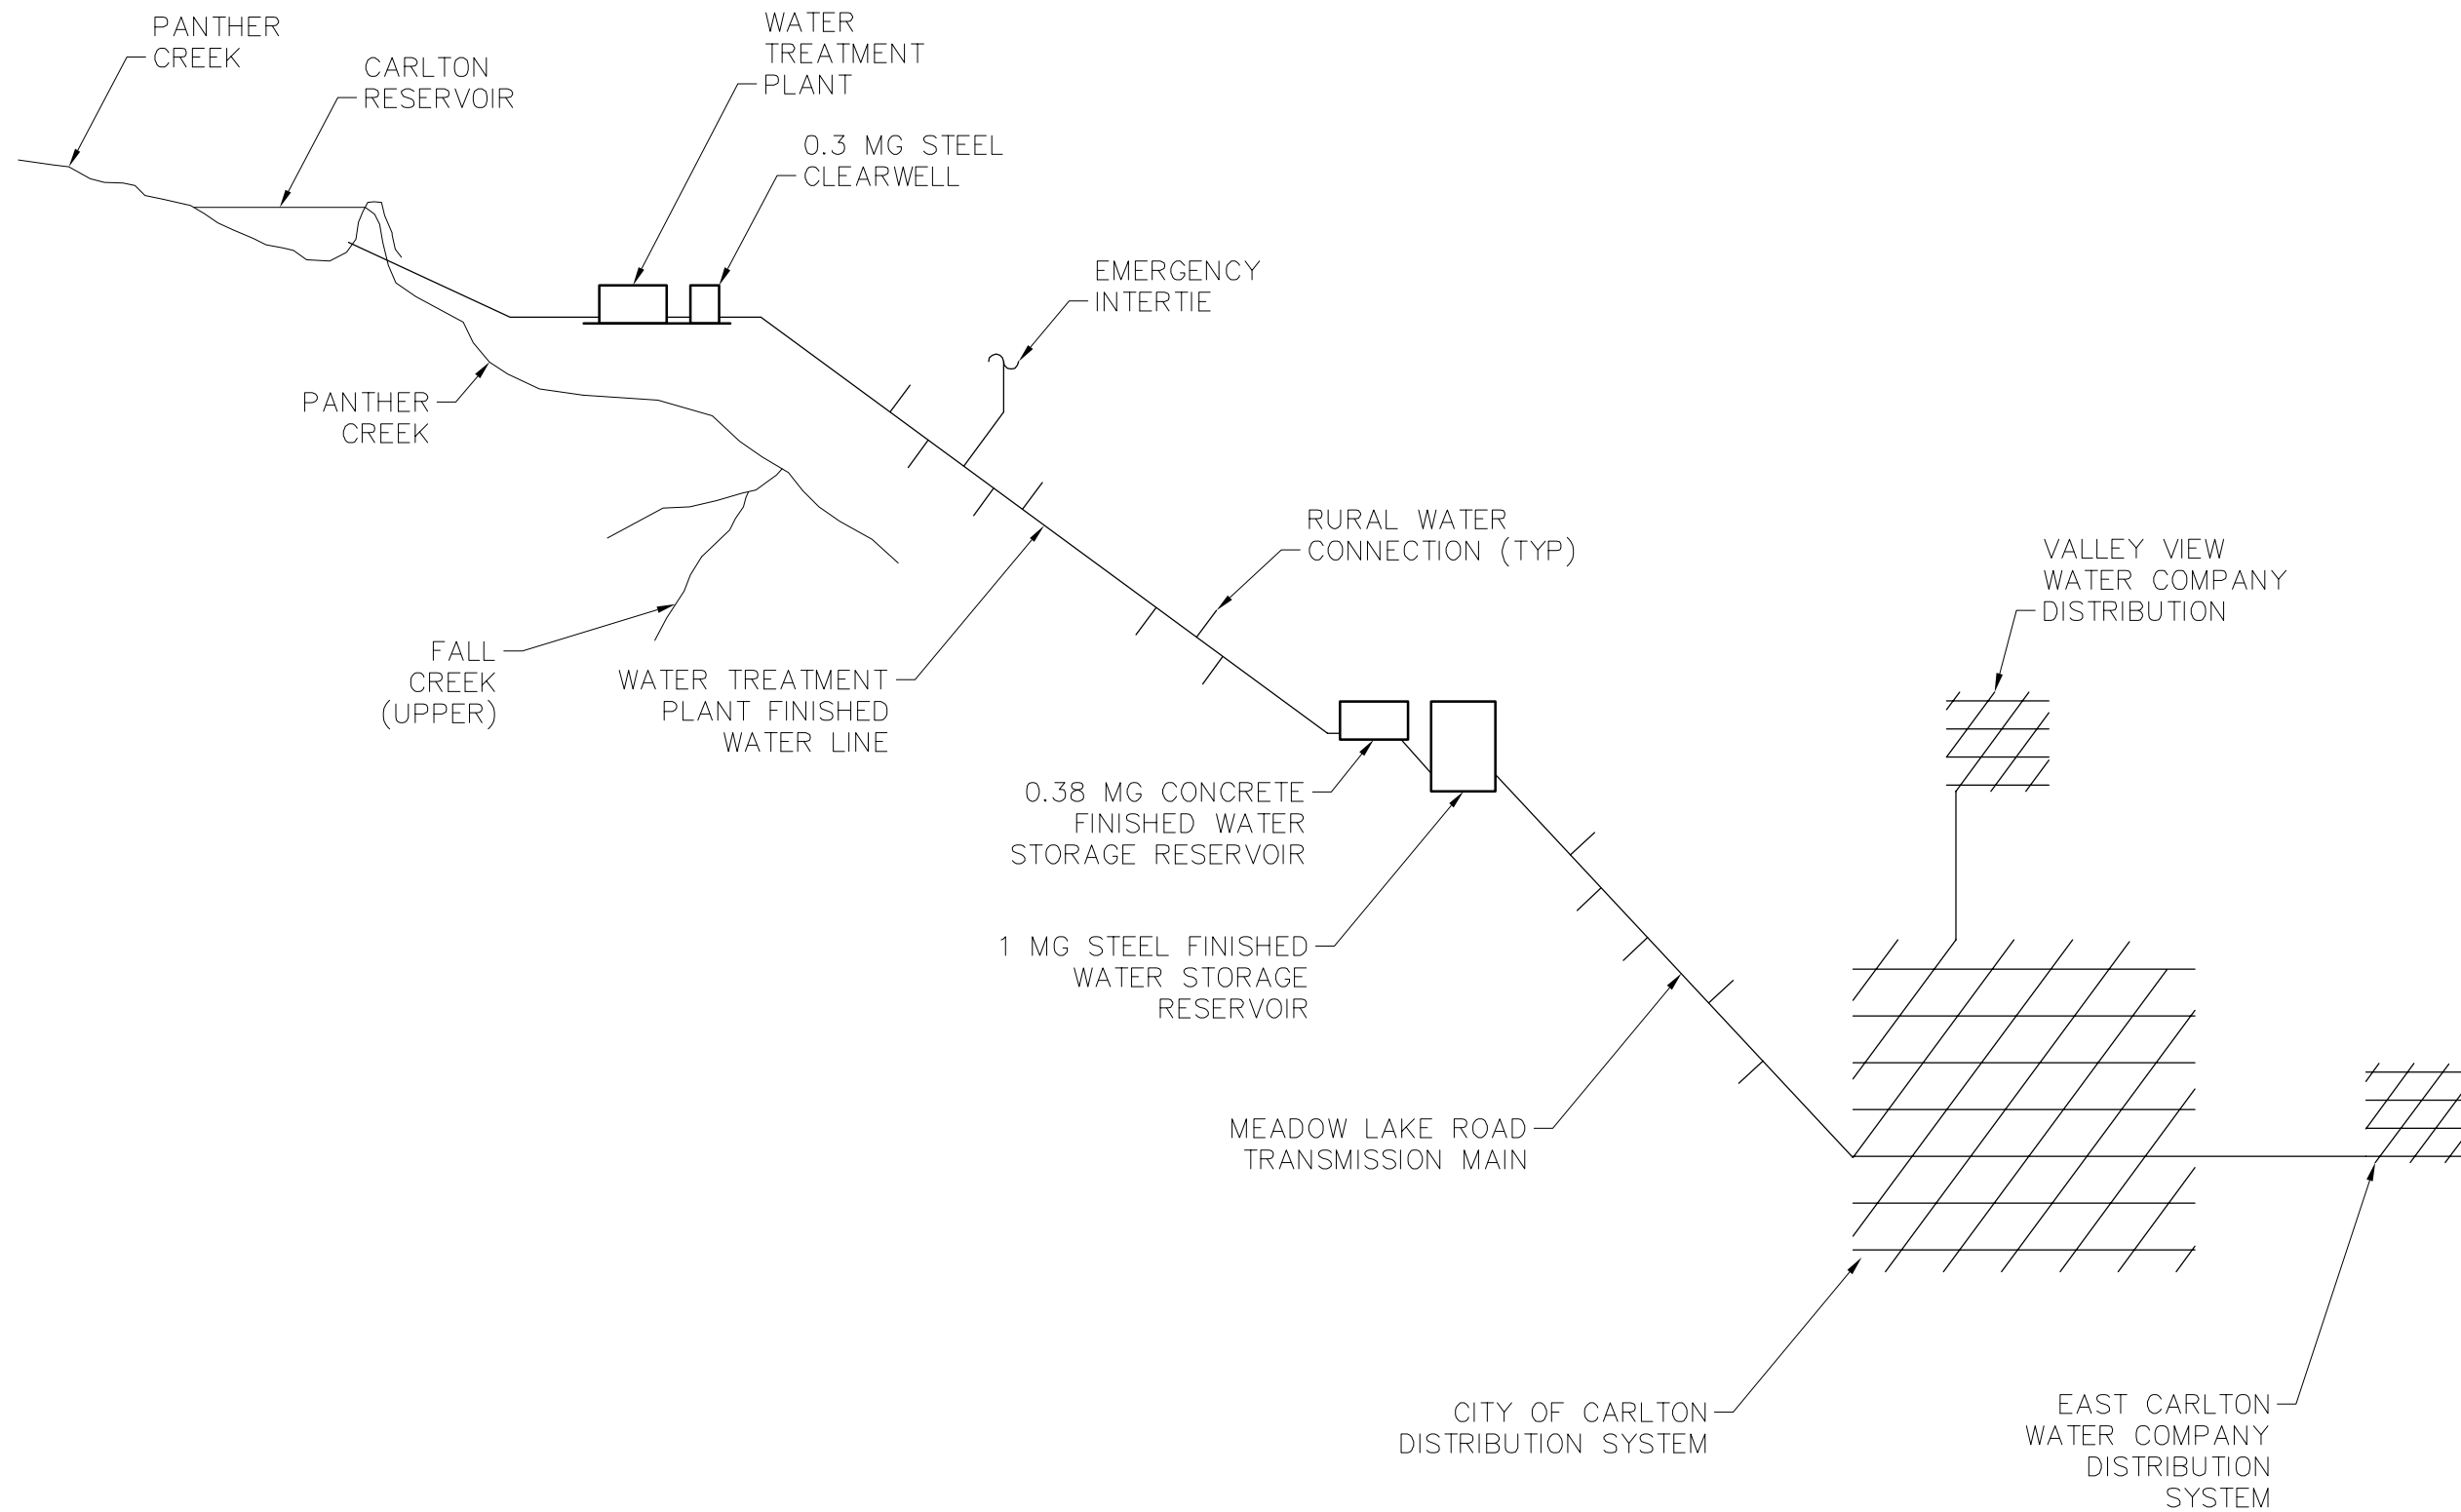 PANTHER
CREEK
CARLTON
RESERVOIR
WATER
TREATMENT
PLANT
0.3 MG STEEL
CLEARWELL
EMERGENCY
INTERTIE
PANTHER
CREEK
RURAL WATER
CONNECTION (TYP)
VALLEY VIEW
WATER COMPANY
DISTRIBUTION
FALL
CREEK
(UPPER)
WATER TREATMENT
PLANT FINISHED
WATER LINE
0.38 MG CONCRETE
FINISHED WATER
STORAGE RESERVOIR
1 MG STEEL FINISHED
WATER STORAGE
RESERVOIR
MEADOW LAKE ROAD
TRANSMISSION MAIN
CITY OF CARLTON
DISTRIBUTION SYSTEM
EAST CARLTON
WATER COMPANY
DISTRIBUTION
SYSTEM